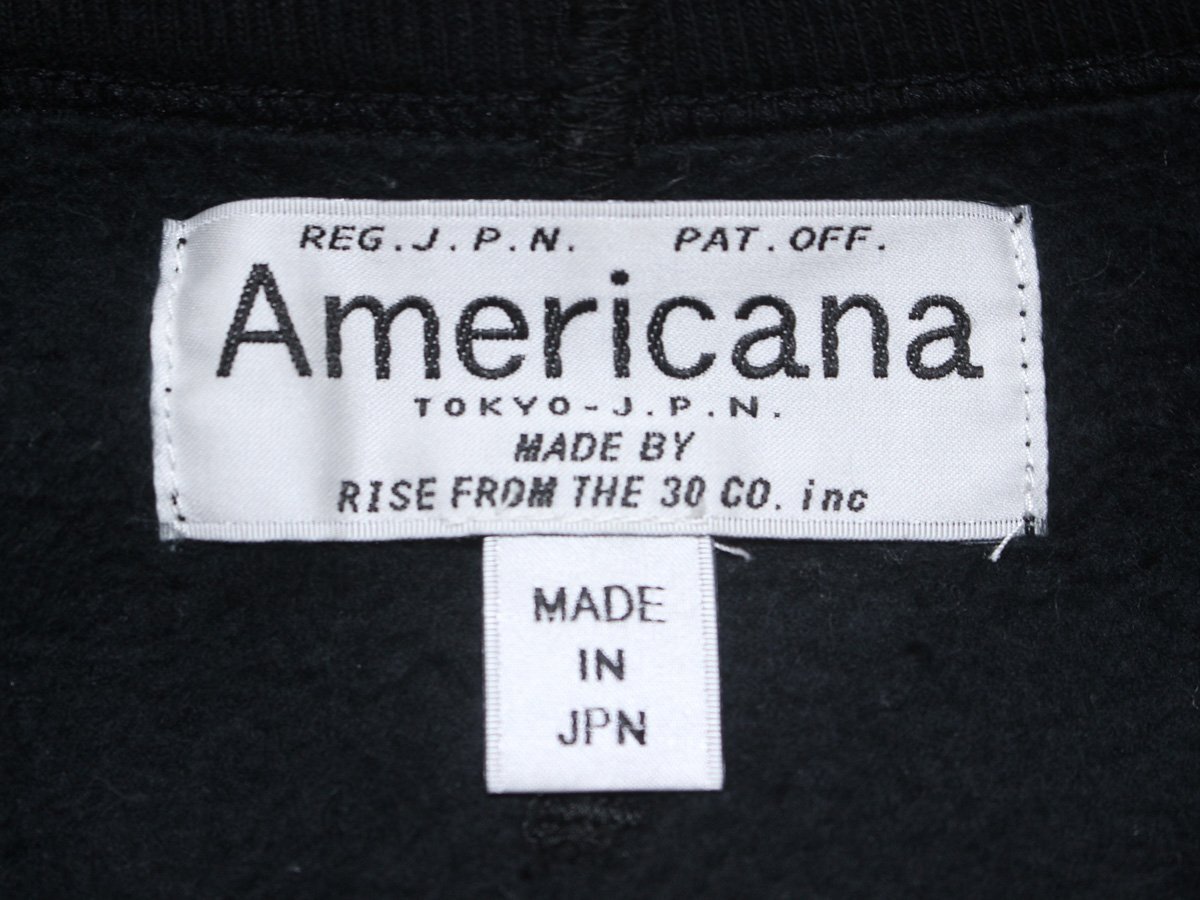 REG.J.P.N. PAT.OFF.
Americana
TOKYO-J.P.N.
MADE BY
RISE FROM THE 30 CO. inc
MADE
IN
JPN